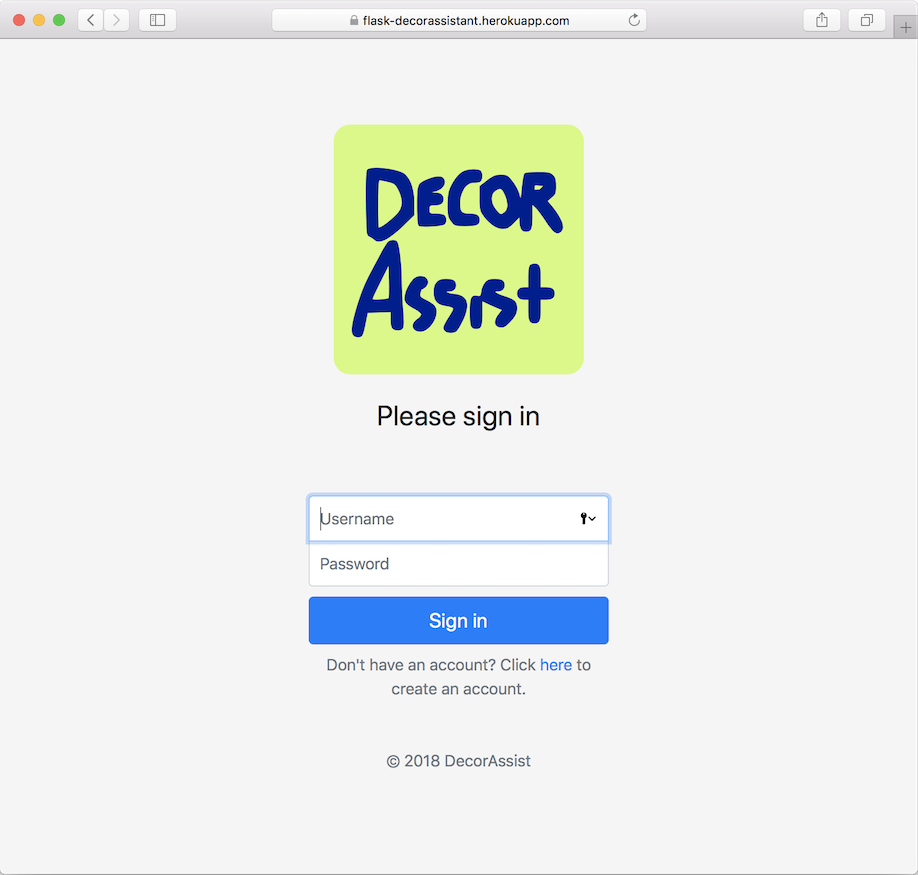 flask-decorassistant.herokuapp.com
DECOR
Assist
Please sign in
Username
Password
Sign in
Don't have an account? Click here to
create an account.
© 2018 DecorAssist